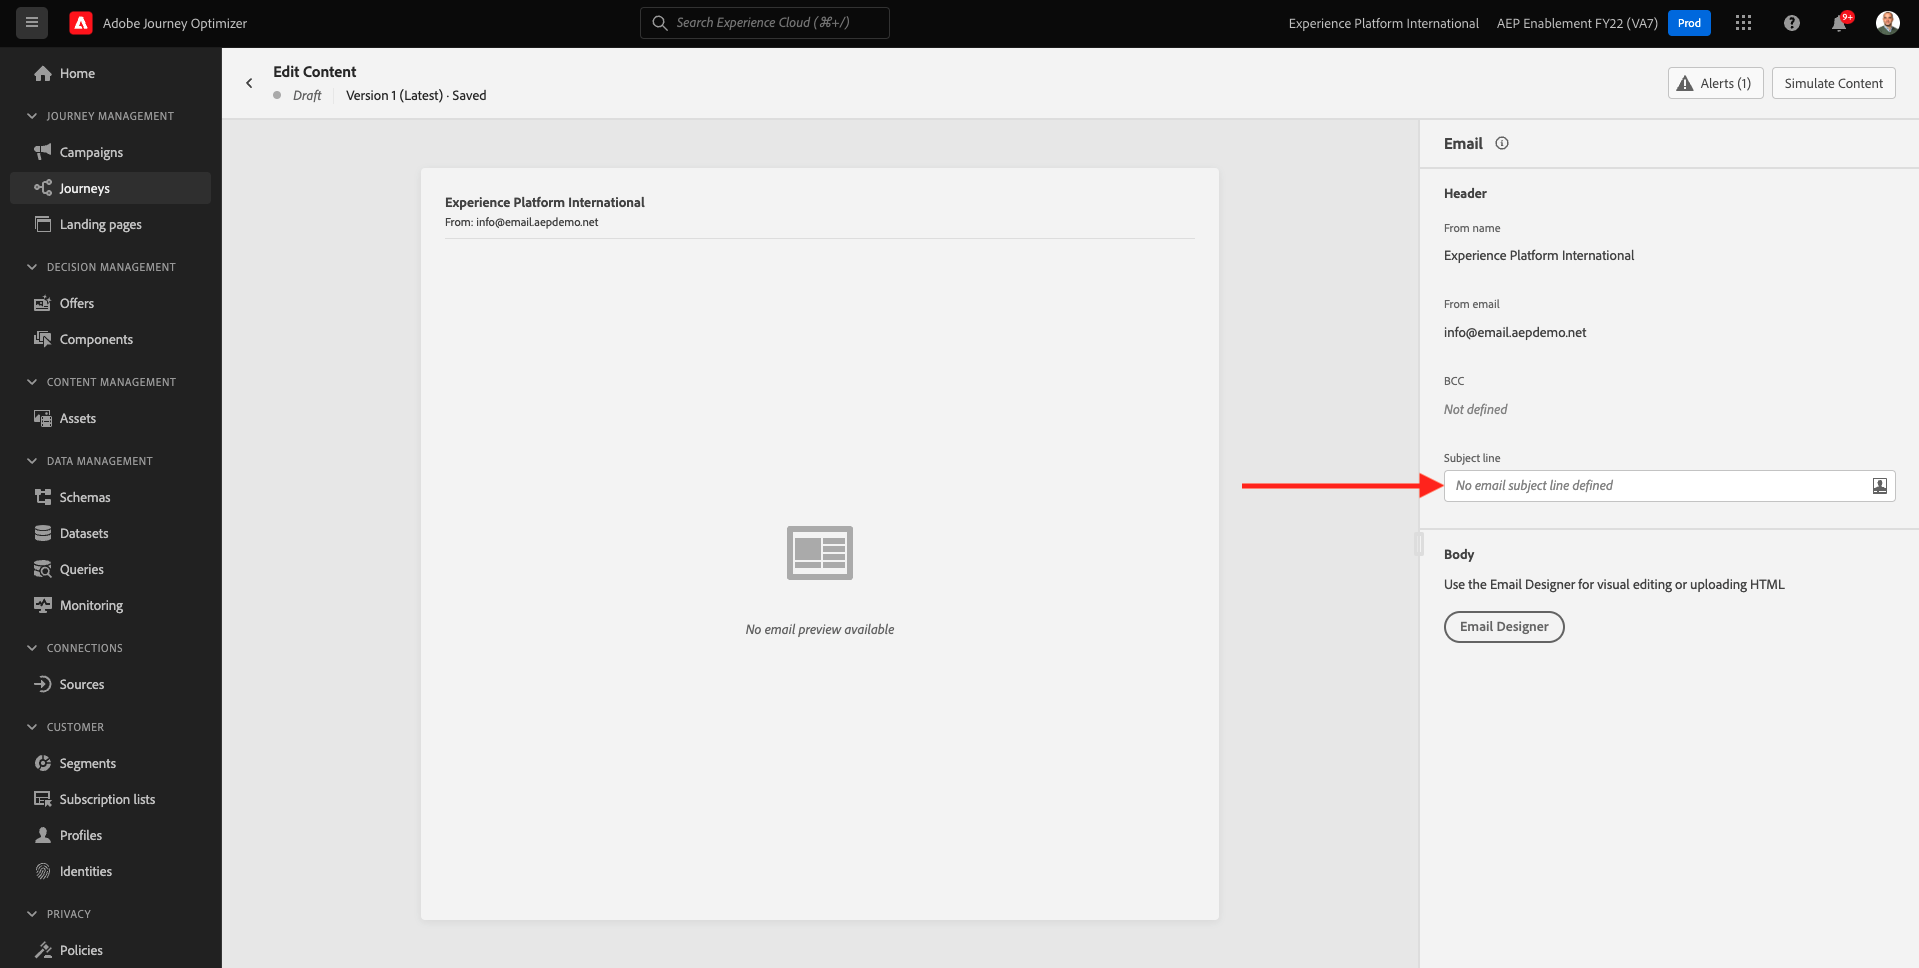 Adobe Journey Optimizer
Search Experience Cloud (⌘+/)
Experience Platform International
AEP Enablement FY22 (VA7)
Prod
9+
Home
JOURNEY MANAGEMENT
Campaigns
Journeys
Landing pages
DECISION MANAGEMENT
Offers
Components
CONTENT MANAGEMENT
Assets
DATA MANAGEMENT
Schemas
Datasets
Queries
Monitoring
CONNECTIONS
Sources
CUSTOMER
Segments
Subscription lists
Profiles
Identities
PRIVACY
Policies
Edit Content
Draft
Version 1 (Latest) · Saved
Alerts (1)
Simulate Content
Experience Platform International
From: info@email.aepdemo.net
No email preview available
Email
Header
From name
Experience Platform International
From email
info@email.aepdemo.net
BCC
Not defined
Subject line
No email subject line defined
Body
Use the Email Designer for visual editing or uploading HTML
Email Designer